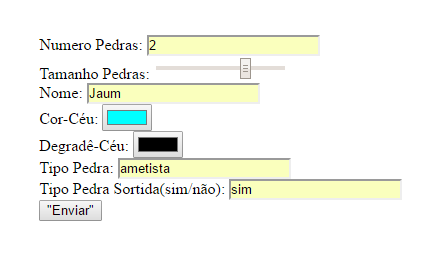 Numero Pedras: 2
Tamanho Pedras:
Nome: Jaum
Cor-Céu:
Degradê-Céu:
Tipo Pedra: ametista
Tipo Pedra Sortida(sim/não): sim
"Enviar"